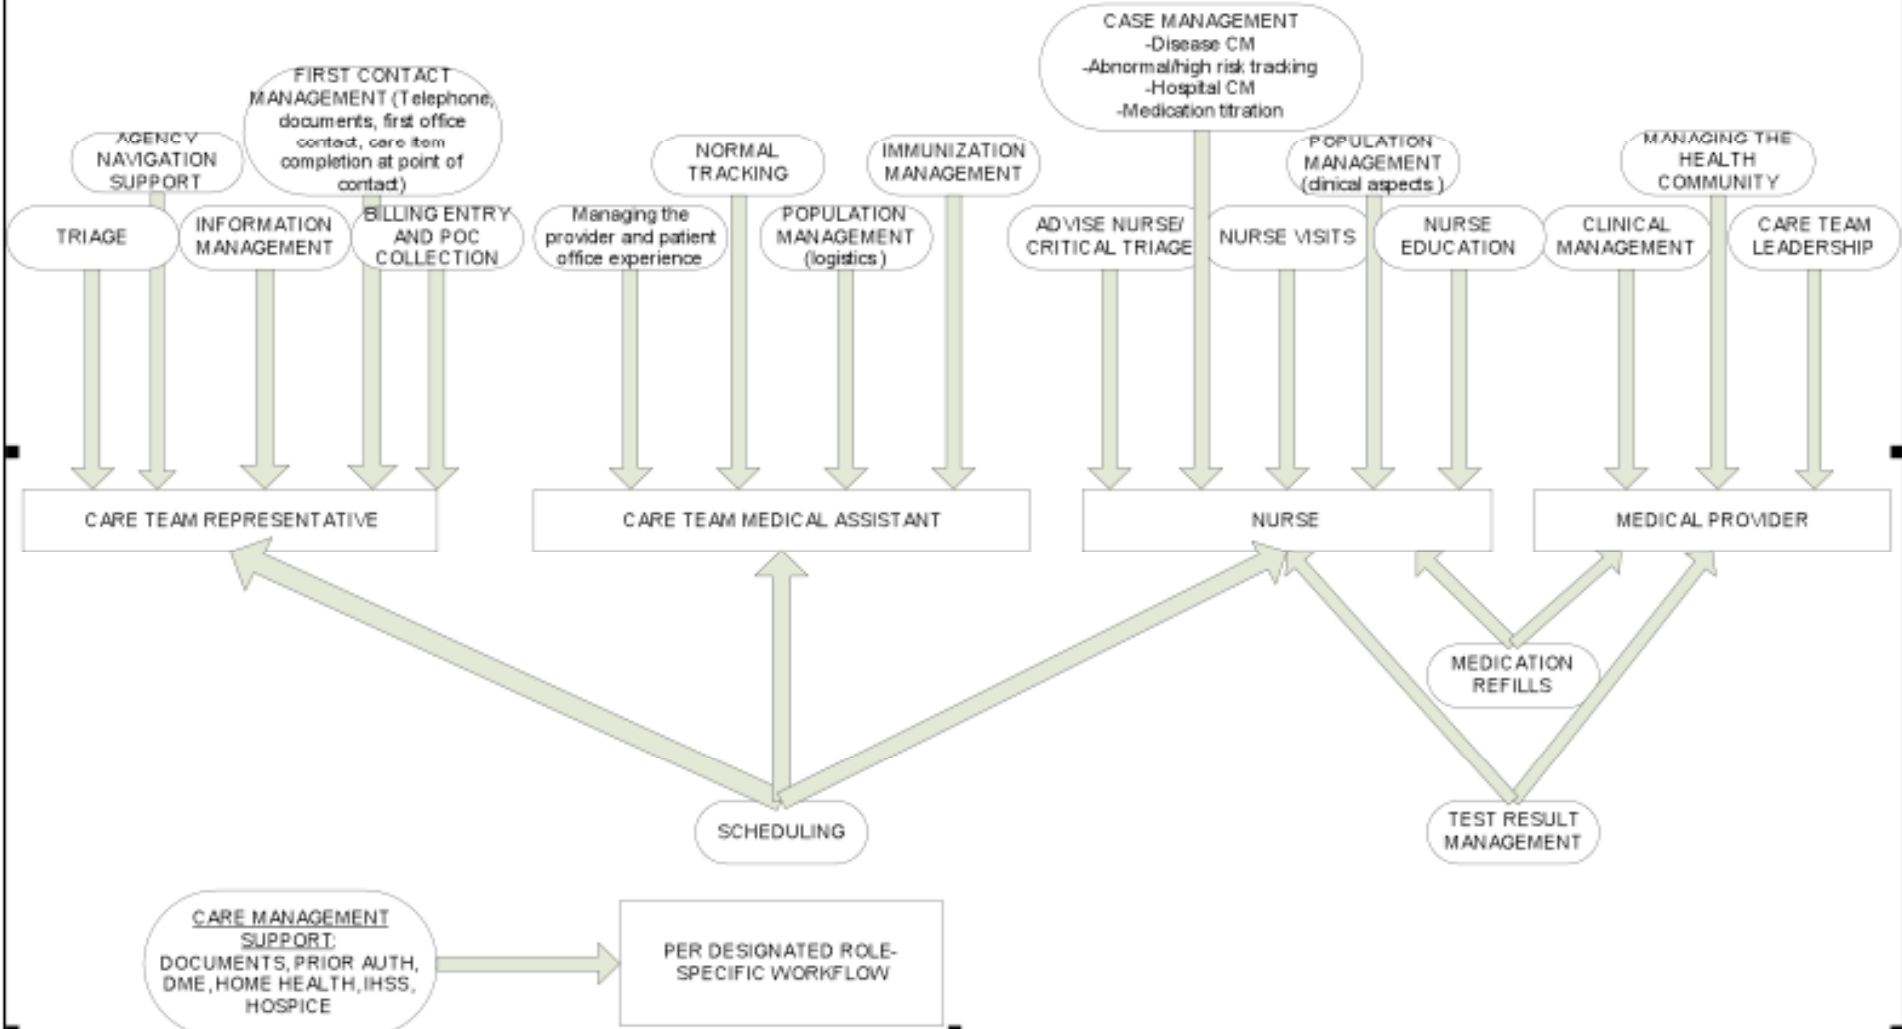 CASE MANAGEMENT
-Disease CM
-Abnormal/high risk tracking
-Hospital CM
-Medication titration
FIRST CONTACT
MANAGEMENT (Telephone,
documents, first office
contact, care item
completion at point of
contact)
AGENCY
NAVIGATION
SUPPORT
NORMAL
TRACKING
IMMUNIZATION
MANAGEMENT
POPULATION
MANAGEMENT
(clinical aspects )
MANAGING THE
HEALTH
COMMUNITY
TRIAGE
INFORMATION
MANAGEMENT
BILLING ENTRY
AND POC
COLLECTION
Managing the
provider and patient
office experience
POPULATION
MANAGEMENT
(logistics )
ADVISE NURSE/
CRITICAL TRIAGE
NURSE VISITS
NURSE
EDUCATION
CLINICAL
MANAGEMENT
CARE TEAM
LEADERSHIP
CARE TEAM REPRESENTATIVE
CARE TEAM MEDICAL ASSISTANT
NURSE
MEDICAL PROVIDER
MEDICATION
REFILLS
SCHEDULING
TEST RESULT
MANAGEMENT
CARE MANAGEMENT
SUPPORT:
DOCUMENTS, PRIOR AUTH,
DME, HOME HEALTH, IHSS,
HOSPICE
PER DESIGNATED ROLE-
SPECIFIC WORKFLOW